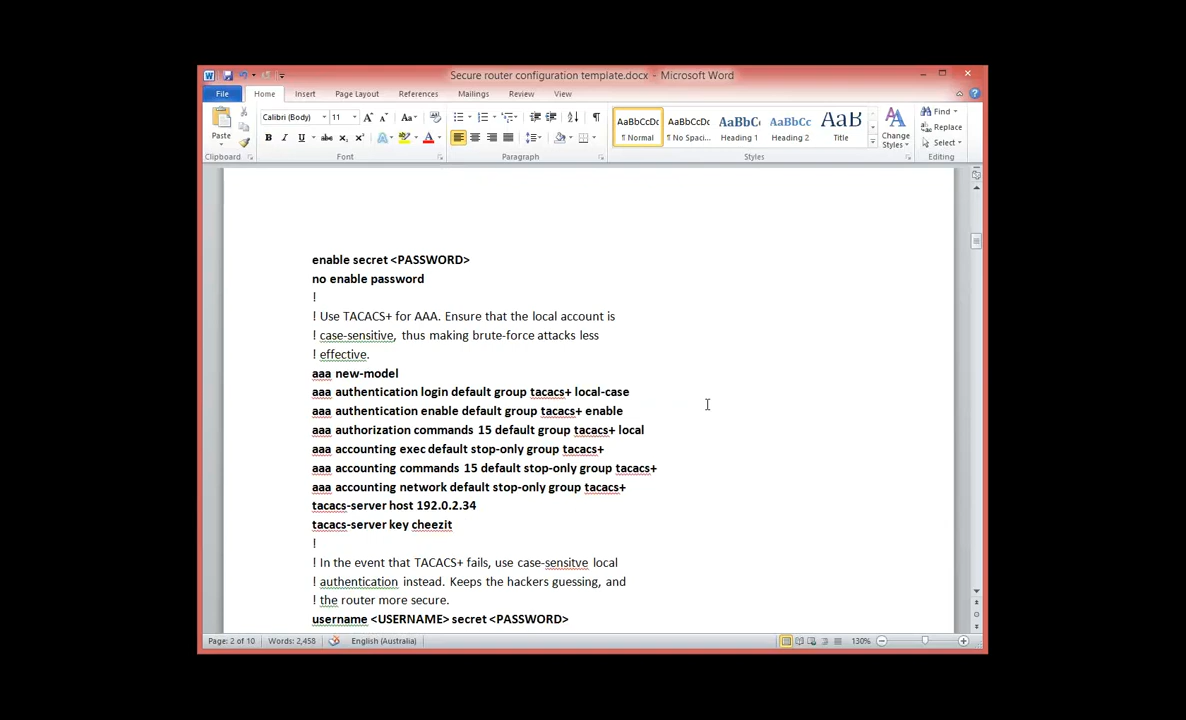 Secure router configuration template.docx - Microsoft Word
File Home Insert Page Layout References Mailings Review View
Paste
Calibri (Body) 11
AaBbCcDc AaBbCcDc AaBbC AaBbCc AaB
¶ Normal ¶ No Spaci... Heading 1 Heading 2 Title
Change Styles
Find
Replace
Select
Clipboard Font Paragraph Styles Editing
enable secret <PASSWORD>
no enable password
!
! Use TACACS+ for AAA. Ensure that the local account is
! case-sensitive, thus making brute-force attacks less
! effective.
aaa new-model
aaa authentication login default group tacacs+ local-case
aaa authentication enable default group tacacs+ enable
aaa authorization commands 15 default group tacacs+ local
aaa accounting exec default stop-only group tacacs+
aaa accounting commands 15 default stop-only group tacacs+
aaa accounting network default stop-only group tacacs+
tacacs-server host 192.0.2.34
tacacs-server key cheezit
!
! In the event that TACACS+ fails, use case-sensitve local
! authentication instead. Keeps the hackers guessing, and
! the router more secure.
username <USERNAME> secret <PASSWORD>
Page: 2 of 10 Words: 2,458 English (Australia) 130%